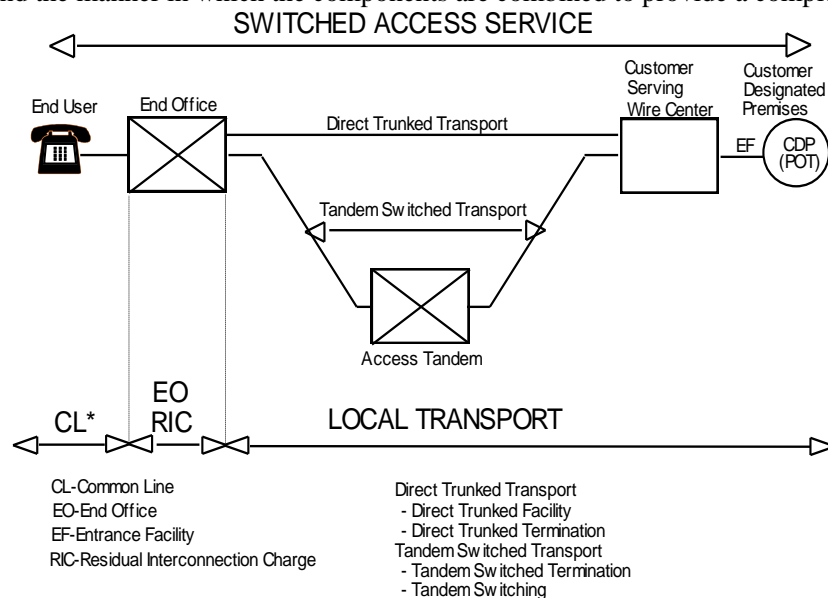 nd the manner in which the components are combined to provide a compl
SWITCHED ACCESS SERVICE
End User
End Office
Customer
Serving
Wire Center
Customer
Designated
Premises
Direct Trunked Transport
EF
CDP
(POT)
Tandem Switched Transport
Access Tandem
CL*
EO
RIC
LOCAL TRANSPORT
CL-Common Line
EO-End Office
EF-Entrance Facility
RIC-Residual Interconnection Charge
Direct Trunked Transport
- Direct Trunked Facility
- Direct Trunked Termination
Tandem Switched Transport
- Tandem Switched Termination
- Tandem Switching